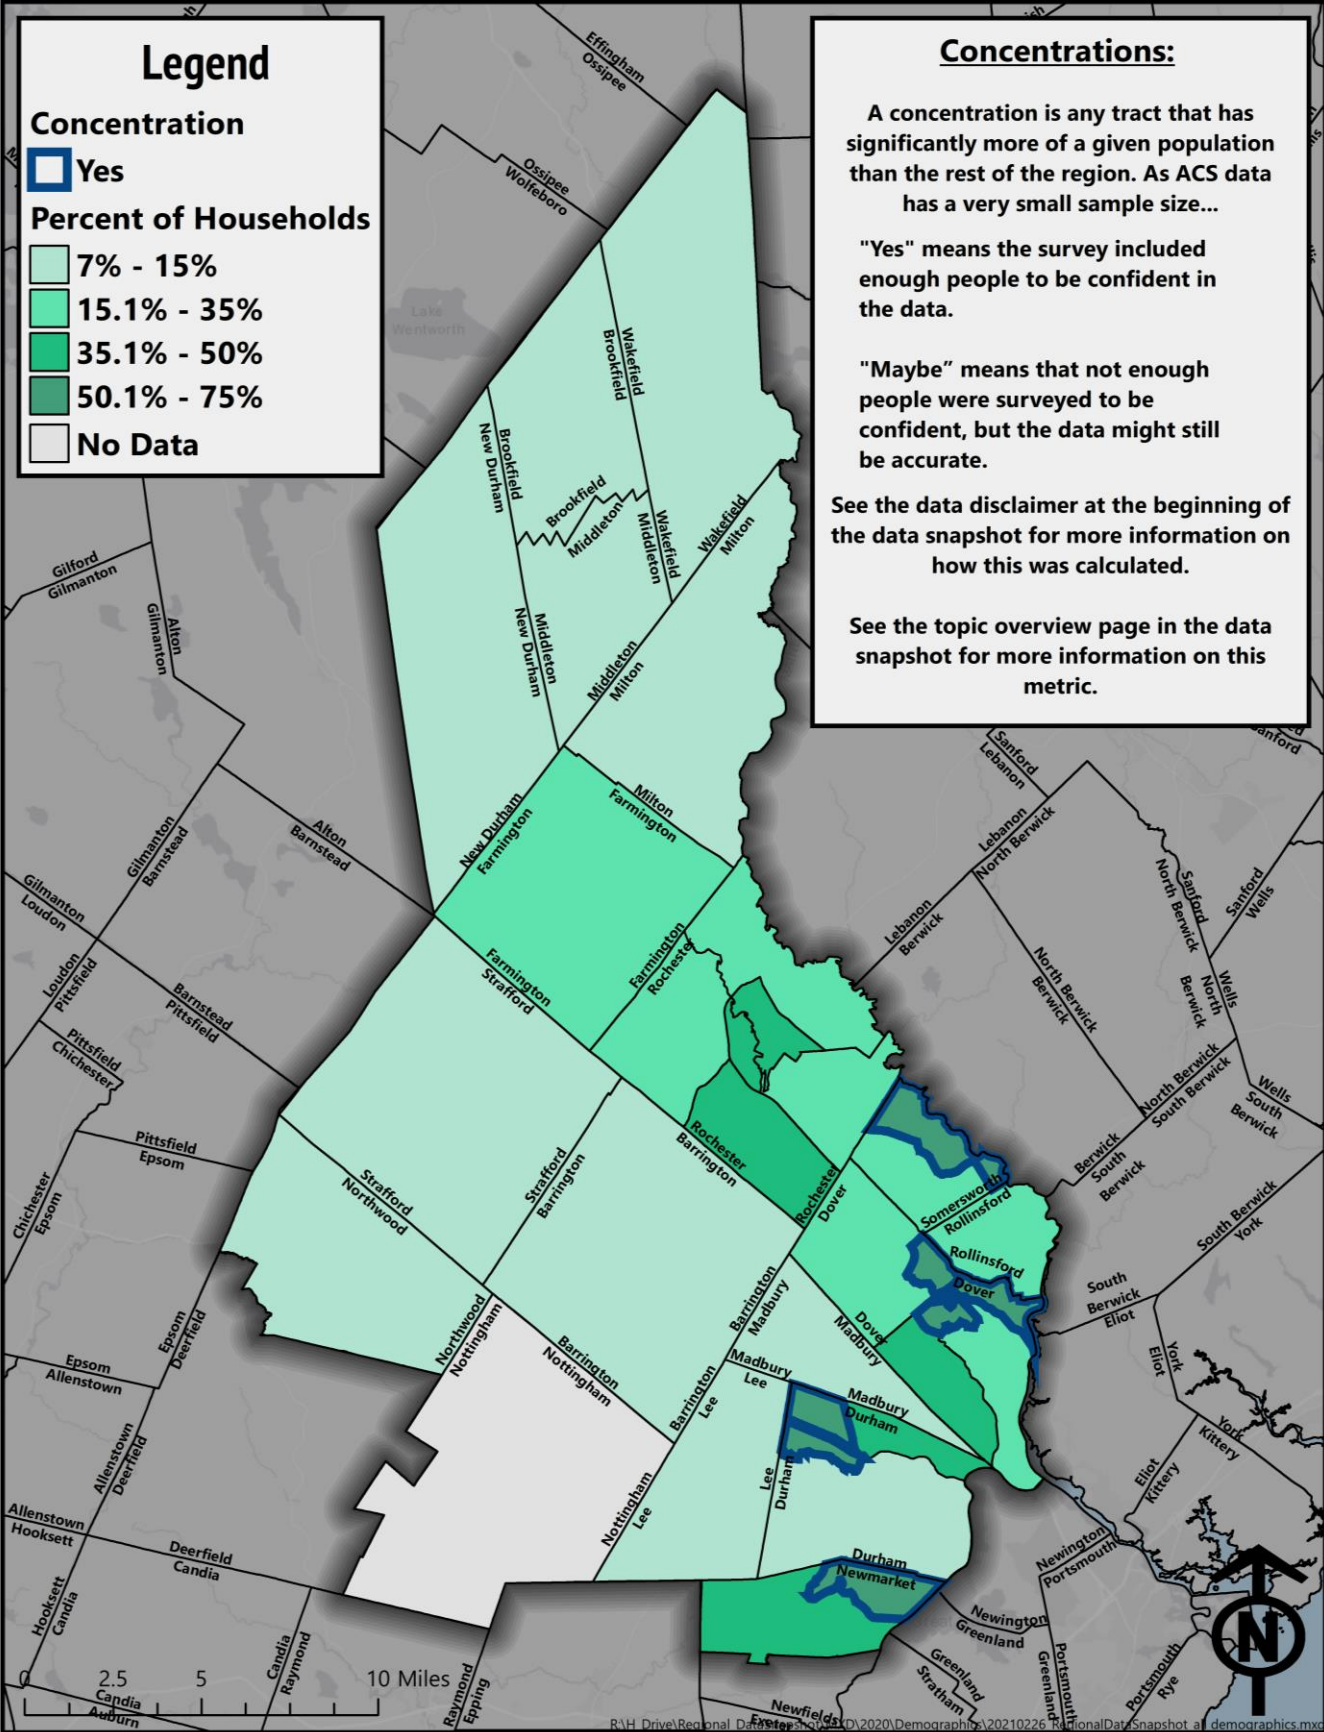 Legend
Concentration
Yes
Percent of Households
7% - 15%
15.1% - 35%
35.1% - 50%
50.1% - 75%
No Data
Concentrations:
A concentration is any tract that has
significantly more of a given population
than the rest of the region. As ACS data
has a very small sample size...
"Yes" means the survey included
enough people to be confident in
the data.
"Maybe” means that not enough
people were surveyed to be
confident, but the data might still
be accurate.
See the data disclaimer at the beginning of
the data snapshot for more information on
how this was calculated.
See the topic overview page in the data
snapshot for more information on this
metric.
Effingham
Ossipee
Ossipee
Wolfeboro
Lake
Wentworth
Wakefield
Brookfield
Brookfield
New Durham
Brookfield
Middleton
Wakefield
Middleton
Wakefield
Milton
Gilford
Gilmanton
Alton
Gilmanton
Middleton
New Durham
Middleton
Milton
Sanford
Lebanon
Sanford
Milton
Farmington
New Durham
Farmington
Alton
Barnstead
Gilmanton
Barnstead
Lebanon
North Berwick
Gilmanton
Loudon
Sanford
North Berwick
Sanford
Wells
Lebanon
Berwick
Farmington
Rochester
Farmington
Strafford
Loudon
Pittsfield
Barnstead
Pittsfield
North Berwick
Berwick
Wells
North
Berwick
Pittsfield
Chichester
North Berwick
South Berwick
Wells
South
Berwick
Pittsfield
Epsom
Rochester
Barrington
Berwick
South
Berwick
Strafford
Barrington
Strafford
Northwood
Rochester
Dover
Somersworth
Rollinsford
Chichester
Epsom
South Berwick
York
Rollinsford
Dover
South
Berwick
Eliot
Barrington
Madbury
Northwood
Nottingham
Epsom
Deerfield
Dover
Madbury
Barrington
Nottingham
Epsom
Allenstown
Madbury
Lee
York
Eliot
Barrington
Lee
Madbury
Durham
York
Kittery
Allenstown
Deerfield
Lee
Durham
Eliot
Kittery
Nottingham
Lee
Allenstown
Hooksett
Deerfield
Candia
Durham
Newmarket
Newington
Portsmouth
Hooksett
Candia
Newington
Greenland
N
Candia
Raymond
Raymond
Epping
Greenland
Stratham
Portsmouth
Greenland
Portsmouth
Rye
0 2.5 5 10 Miles
Candia
Auburn
Newfields
Exeter